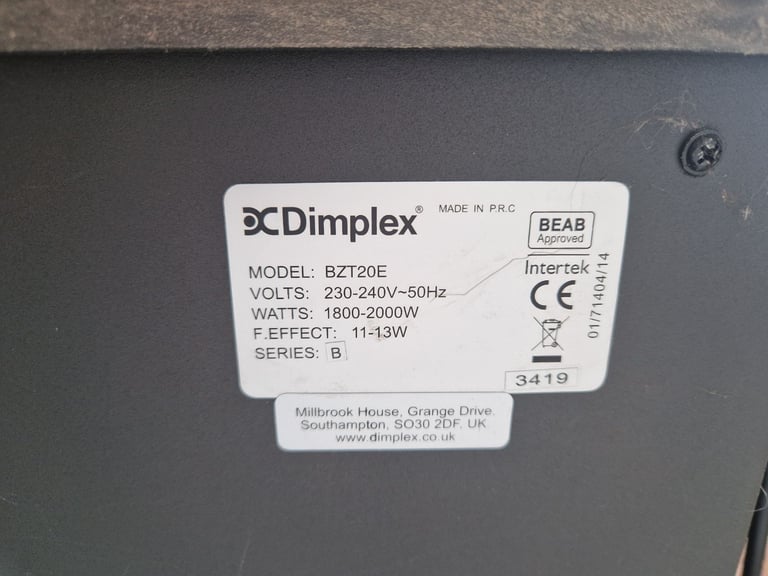 Dimplex® MADE IN P.R.C
BEAB
Approved
Intertek
CE
MODEL: BZT20E
VOLTS: 230-240V~50Hz
WATTS: 1800-2000W
F.EFFECT: 11-13W
SERIES: B
01/71404/14
3419
Millbrook House, Grange Drive.
Southampton, SO30 2DF, UK
www.dimplex.co.uk